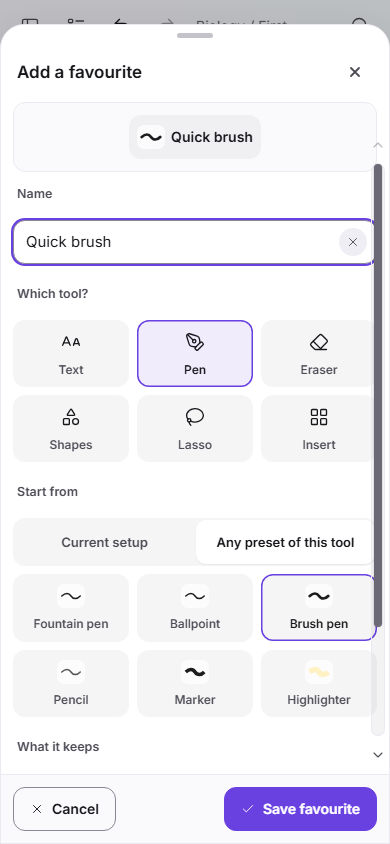 Biology / First
Add a favourite
Quick brush
Name
Quick brush
Which tool?
Text
Pen
Eraser
Shapes
Lasso
Insert
Start from
Current setup
Any preset of this tool
Fountain pen
Ballpoint
Brush pen
Pencil
Marker
Highlighter
What it keeps
Cancel
Save favourite